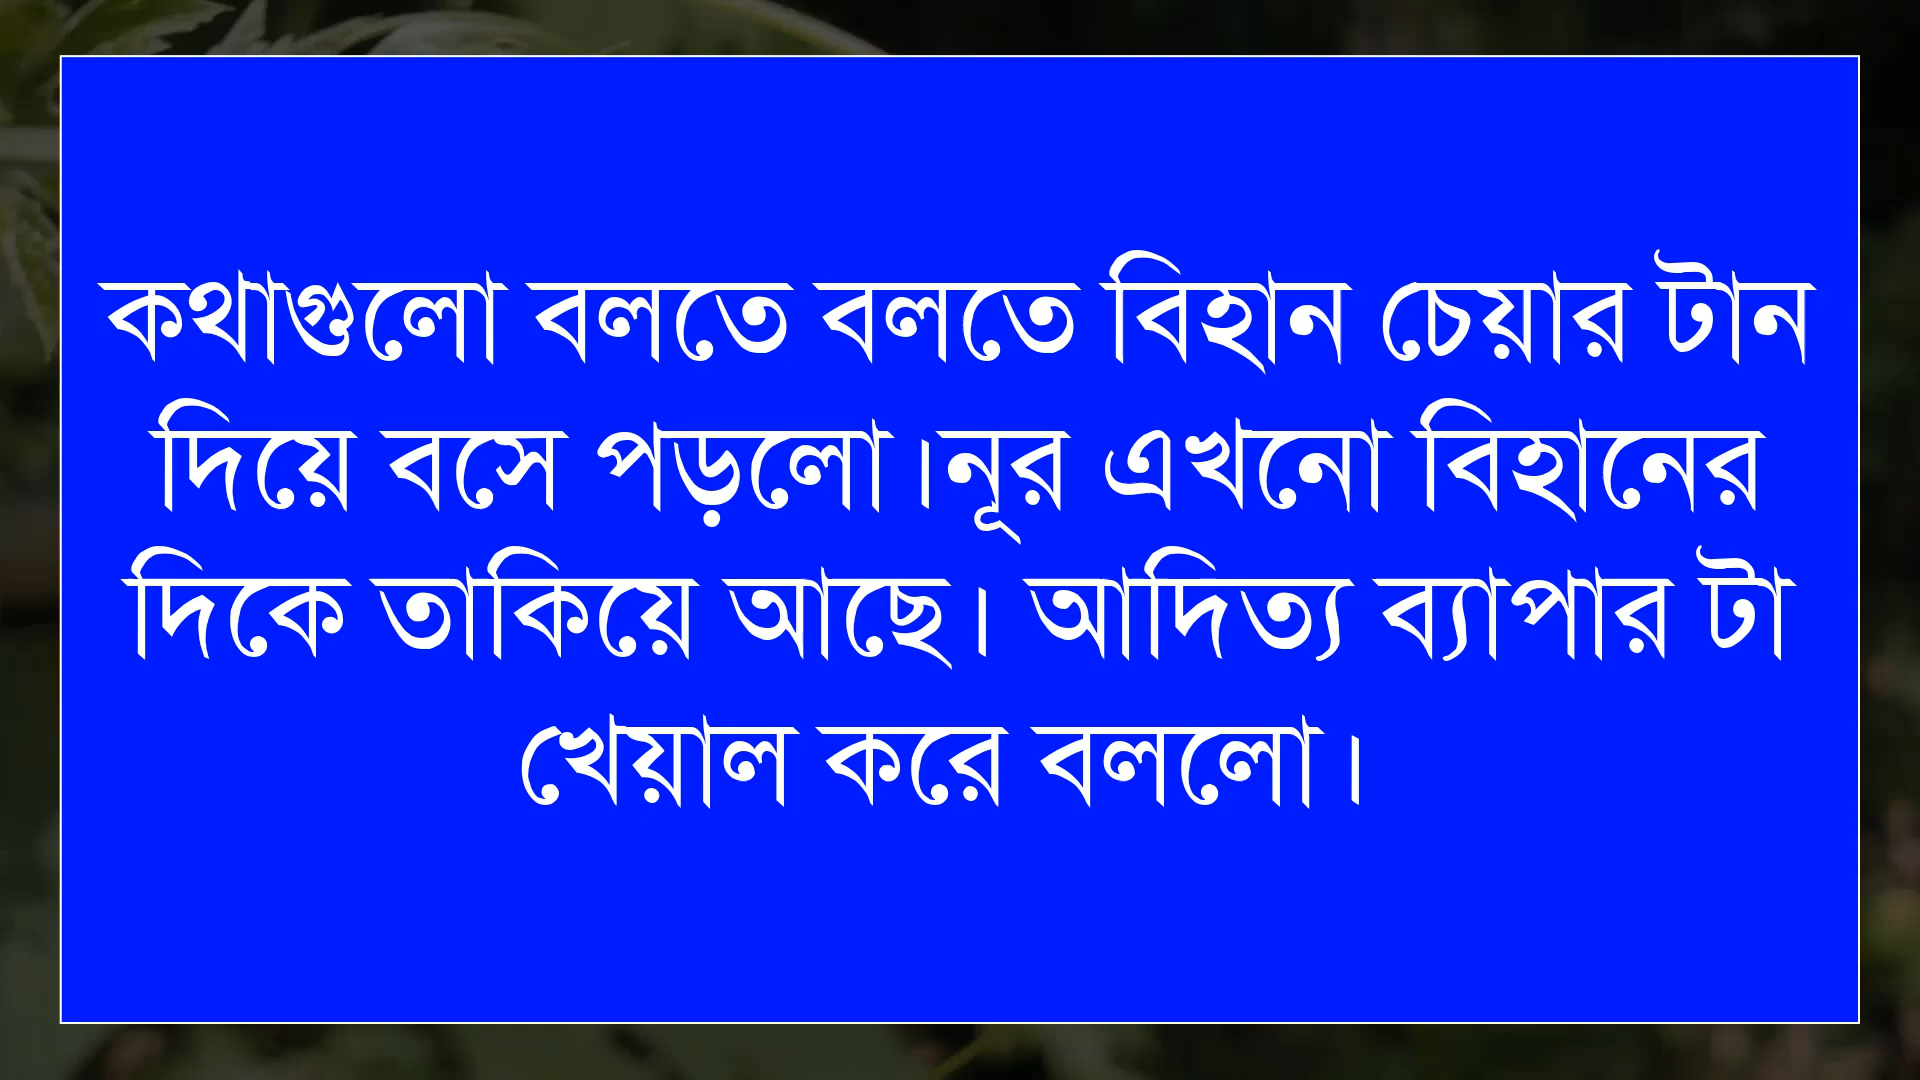 কথাগুলো বলতে বলতে বিহান চেয়ার টান
দিয়ে বসে পড়লো।নূর এখনো বিহানের
দিকে তাকিয়ে আছে। আদিত্য ব্যাপার টা
খেয়াল করে বললো।